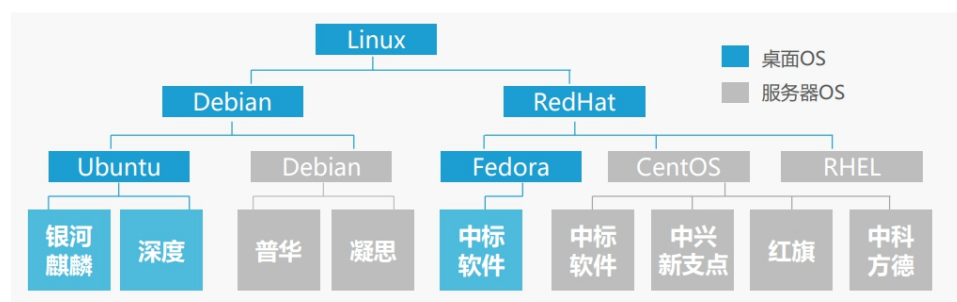 Linux
桌面OS
服务器OS
Debian
RedHat
Ubuntu
Debian
Fedora
CentOS
RHEL
银河
麒麟
深度
普华
凝思
中标
软件
中标
软件
中兴
新支点
红旗
中科
方德